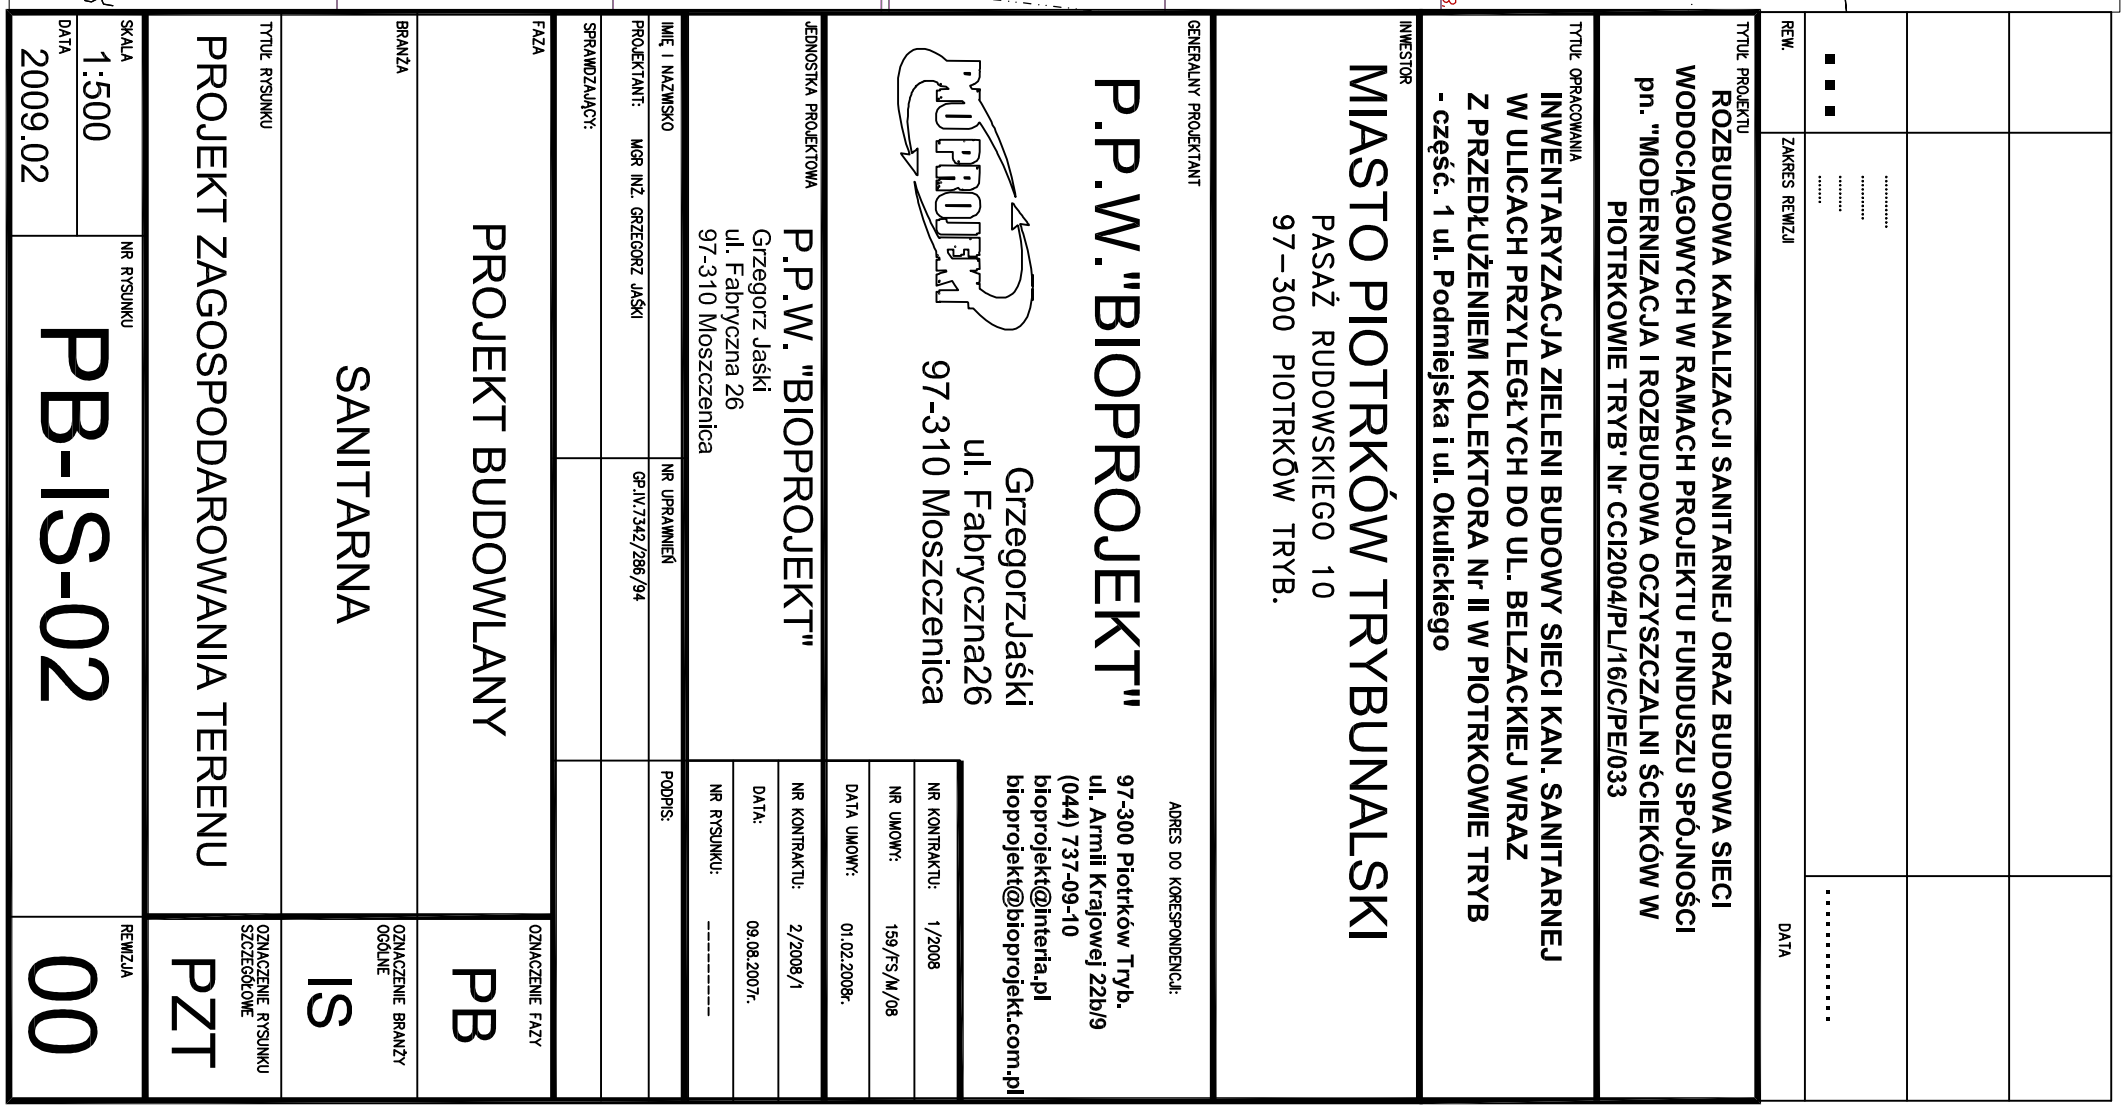 REW.
ZAKRES REWIZJI
DATA
TYTUŁ PROJEKTU
ROZBUDOWA KANALIZACJI SANITARNEJ ORAZ BUDOWA SIECI
WODOCIĄGOWYCH W RAMACH PROJEKTU FUNDUSZU SPÓJNOŚCI
pn. "MODERNIZACJA I ROZBUDOWA OCZYSZCZALNI ŚCIEKÓW W
PIOTRKOWIE TRYB' Nr CCI2004/PL/16/C/PE/033
TYTUŁ OPRACOWANIA
INWENTARYZACJA ZIELENI BUDOWY SIECI KAN. SANITARNEJ
W ULICACH PRZYLEGŁYCH DO UL. BELZACKIEJ WRAZ
Z PRZEDŁUŻENIEM KOLEKTORA Nr II W PIOTRKOWIE TRYB
- część. 1 ul. Podmiejska i ul. Okulickiego
INWESTOR
MIASTO PIOTRKÓW TRYBUNALSKI
PASAŻ RUDOWSKIEGO 10
97-300 PIOTRKÓW TRYB.
GENERALNY PROJEKTANT
ADRES DO KORESPONDENCJI:
P.P.W."BIOPROJEKT"
BIOPROJEKT
GrzegorzJaśki
ul. Fabryczna26
97-310 Moszczenica
97-300 Piotrków Tryb.
ul. Armii Krajowej 22b/9
(044) 737-09-10
bioprojekt@interia.pl
bioprojekt@bioprojekt.com.pl
NR KONTRAKTU: 1/2008
NR UMOWY: 159/FS/M/08
DATA UMOWY: 01.02.2008r.
JEDNOSTKA PROJEKTOWA
P.P.W. "BIOPROJEKT"
Grzegorz Jaśki
ul. Fabryczna 26
97-310 Moszczenica
NR KONTRAKTU: 2/2008/1
DATA: 09.08.2007r.
NR RYSUNKU: ---------
IMIĘ I NAZWISKO
NR UPRAWNIEŃ
PODPIS:
PROJEKTANT: MGR INŻ. GRZEGORZ JAŚKI
GP.IV.7342/286/94
SPRAWDZAJĄCY:
FAZA
PROJEKT BUDOWLANY
OZNACZENIE FAZY
PB
BRANŻA
SANITARNA
OZNACZENIE BRANŻY
OGÓLNE
IS
TYTUŁ RYSUNKU
PROJEKT ZAGOSPODAROWANIA TERENU
OZNACZENIE RYSUNKU
SZCZEGÓŁOWE
PZT
SKALA
1:500
DATA
2009.02
NR RYSUNKU
PB-IS-02
REWIZJA
00